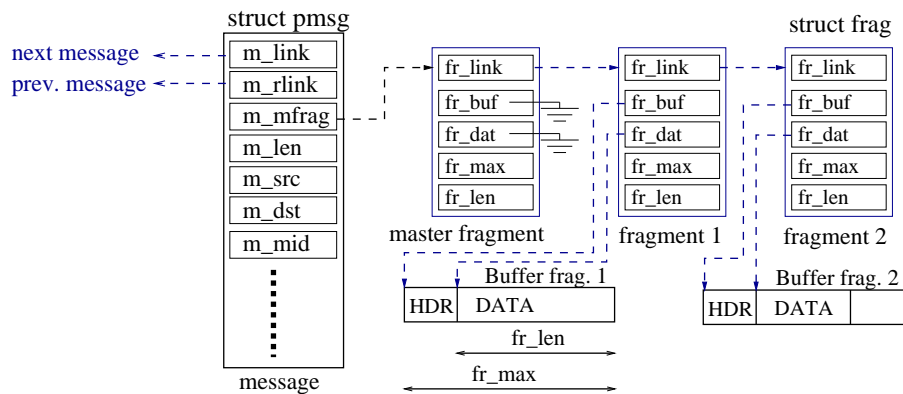 struct pmsg
next message
prev. message
m_link
m_rlink
m_mfrag
m_len
m_src
m_dst
m_mid
message
fr_link
fr_buf
fr_dat
fr_max
fr_len
master fragment
fr_link
fr_buf
fr_dat
fr_max
fr_len
fragment 1
struct frag
fr_link
fr_buf
fr_dat
fr_max
fr_len
fragment 2
Buffer frag. 1
HDR DATA
fr_len
fr_max
Buffer frag. 2
HDR DATA